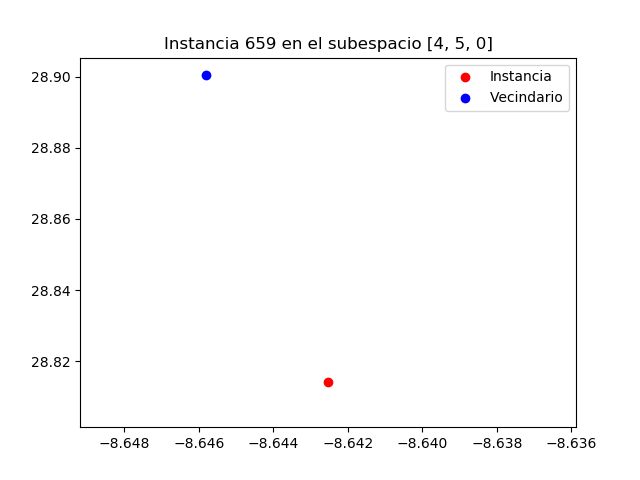 Instancia 659 en el subespacio [4, 5, 0]
Instancia
Vecindario
28.90
28.88
28.86
28.84
28.82
−8.648 −8.646 −8.644 −8.642 −8.640 −8.638 −8.636